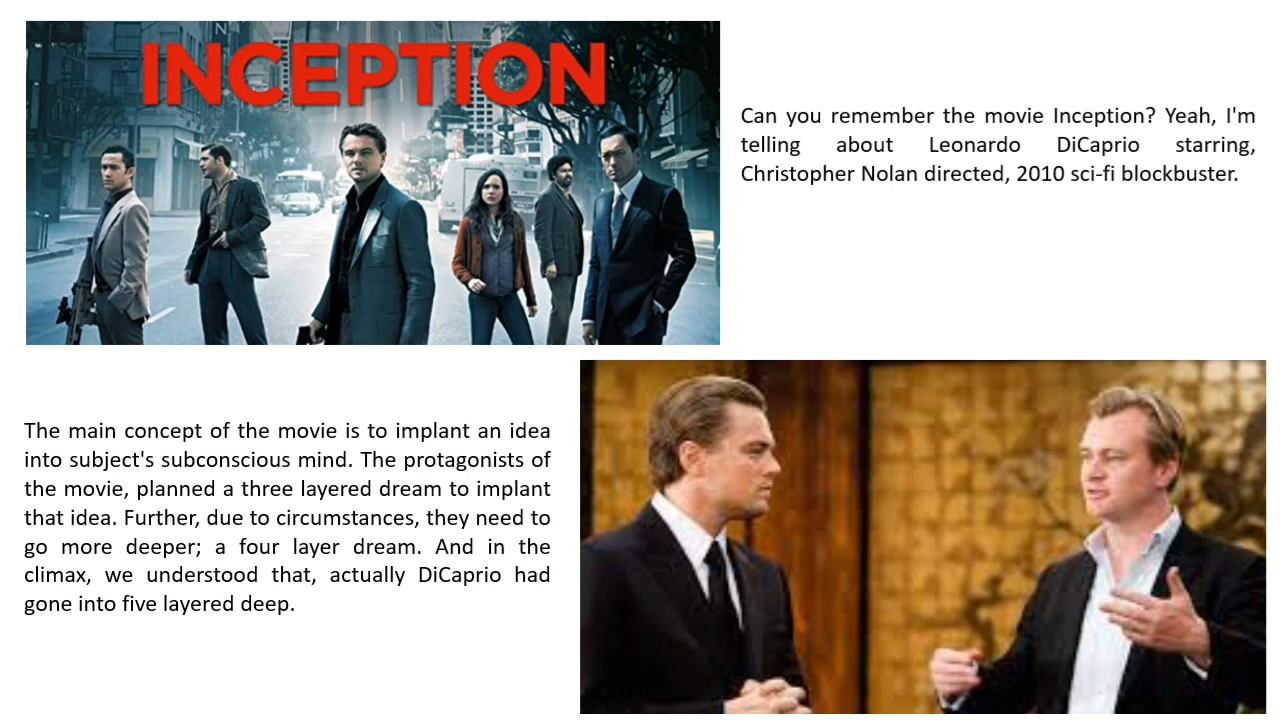 INCEPTION
Can you remember the movie Inception? Yeah, I'm
telling about Leonardo DiCaprio starring,
Christopher Nolan directed, 2010 sci-fi blockbuster.
The main concept of the movie is to implant an idea
into subject's subconscious mind. The protagonists of
the movie, planned a three layered dream to implant
that idea. Further, due to circumstances, they need to
go more deeper; a four layer dream. And in the
climax, we understood that, actually DiCaprio had
gone into five layered deep.